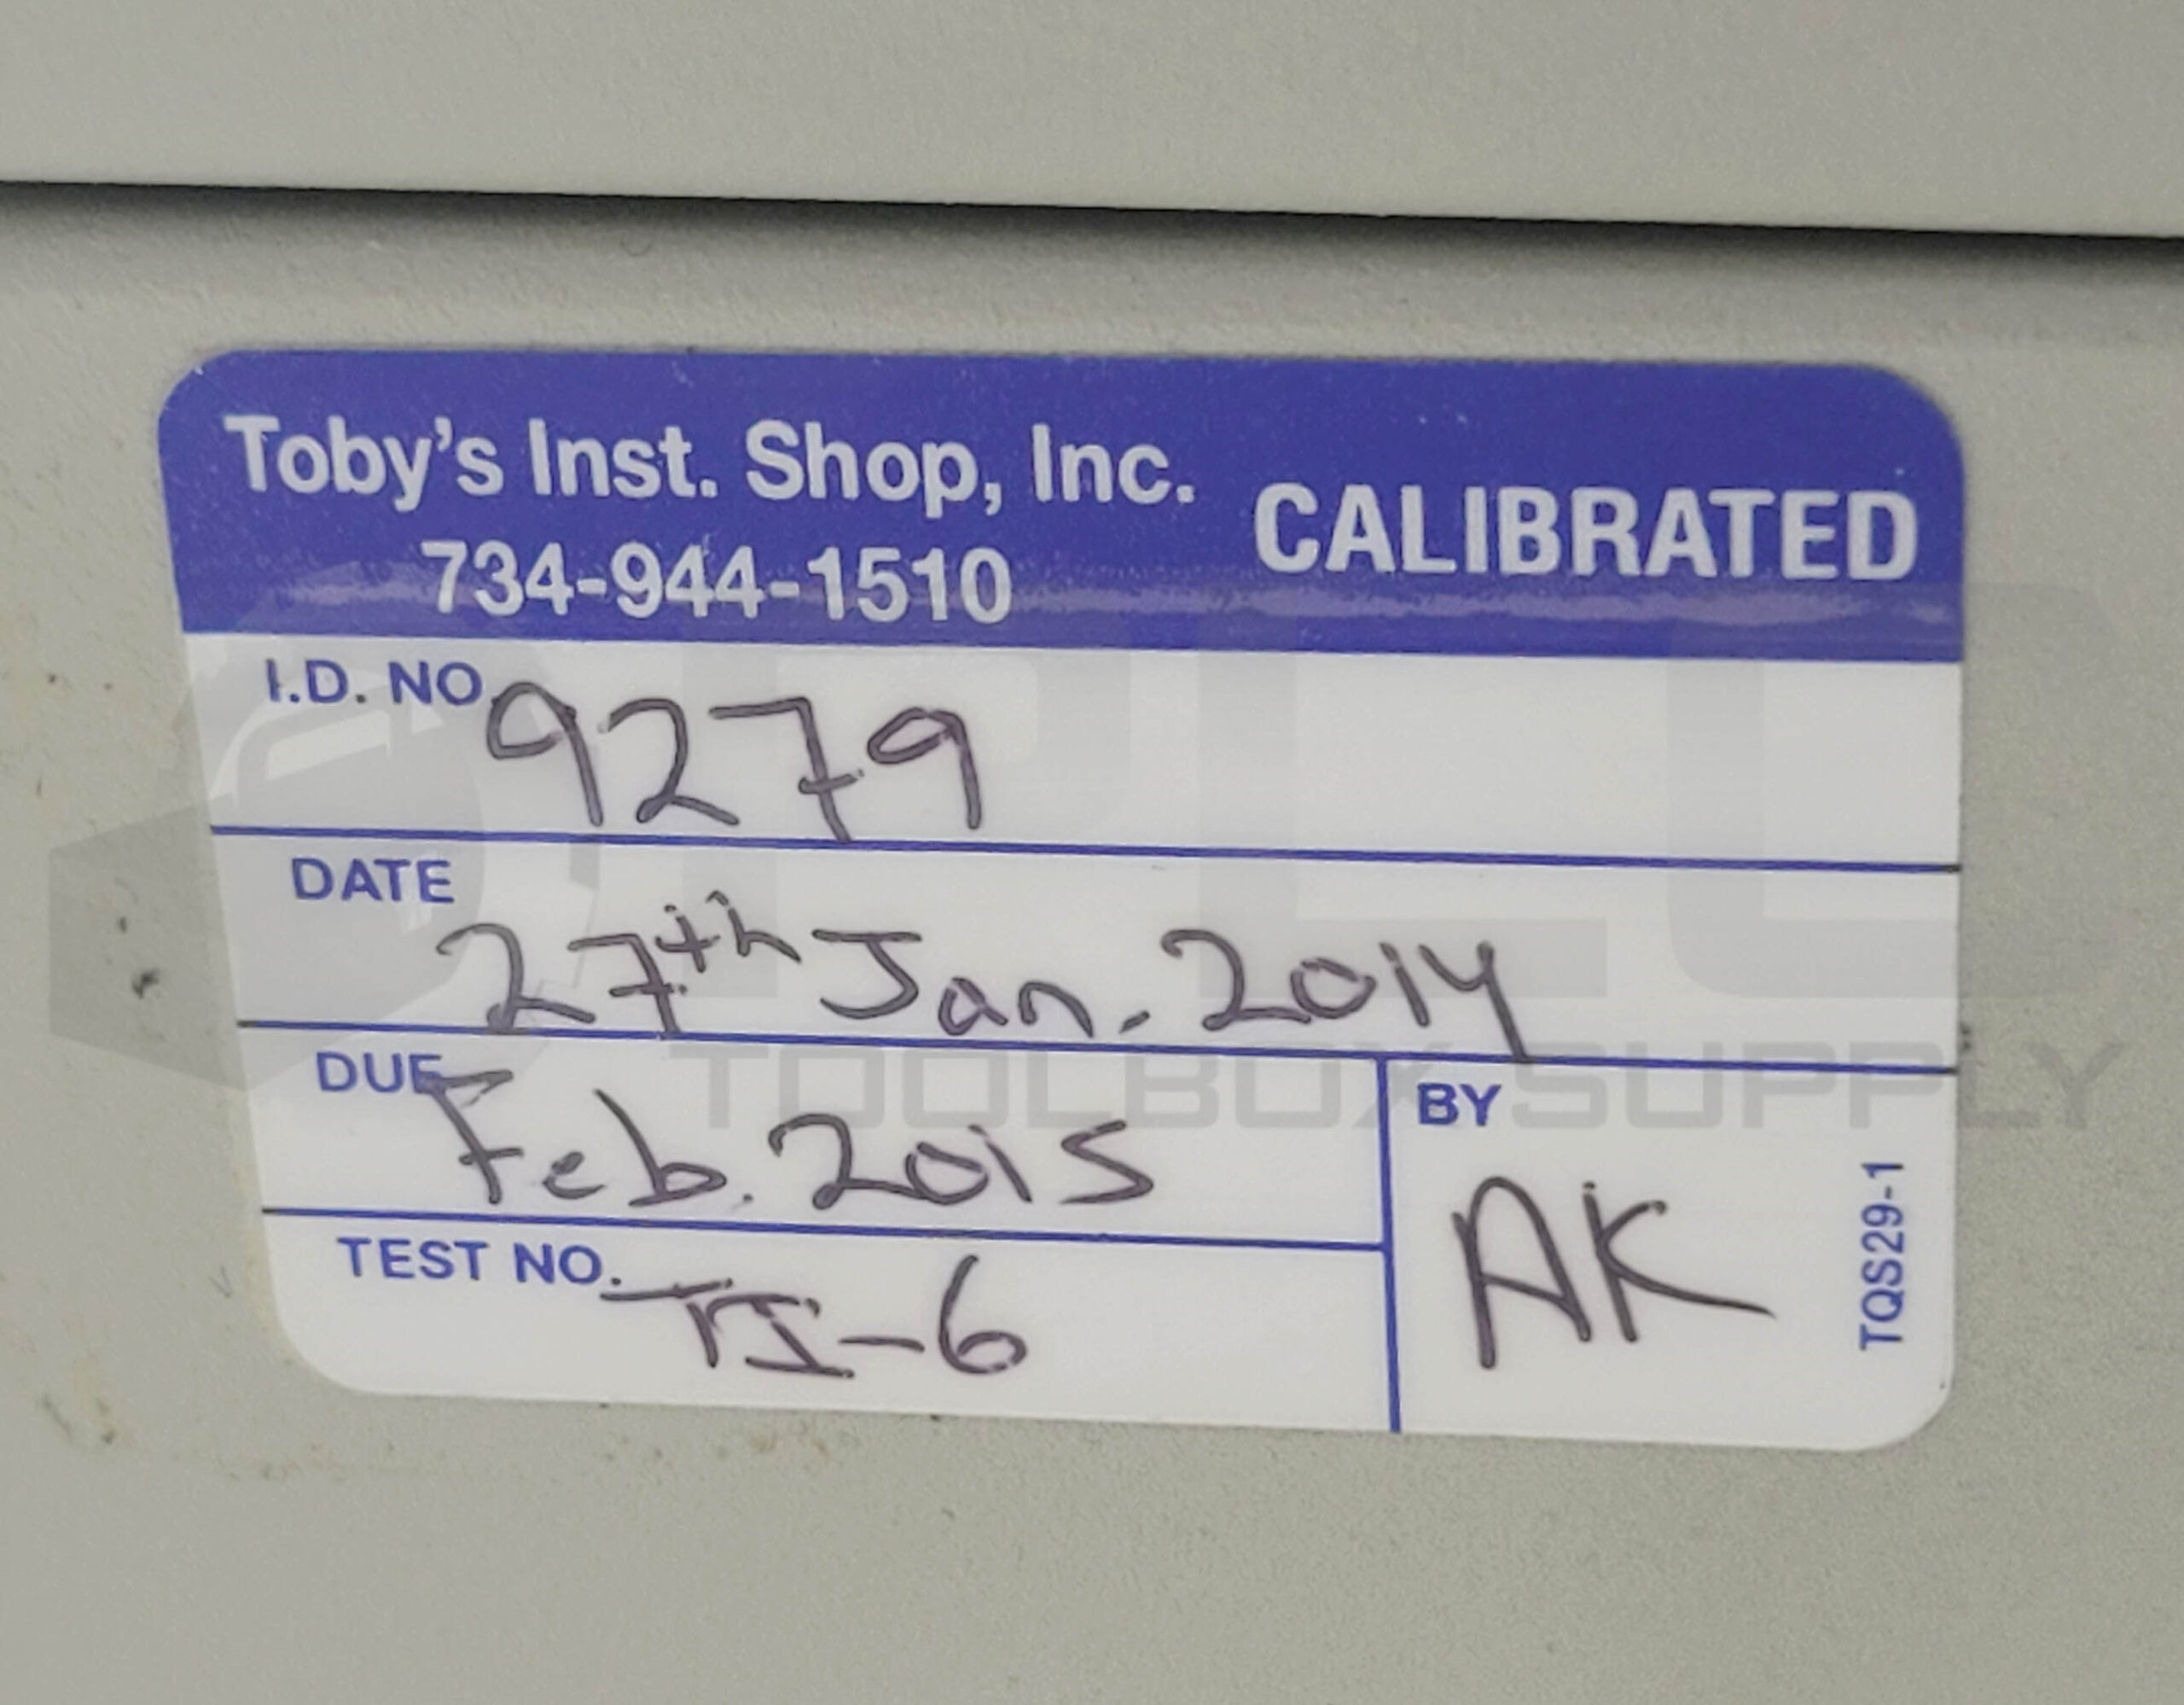 Toby's Inst. Shop, Inc.
734-944-1510
CALIBRATED
I.D. NO. 9279
DATE 27th Jan. 2014
DUE Feb. 2015
BY AK
TEST NO. TI-6
TQS29-1
PLC
TOOLBOX SUPPLY